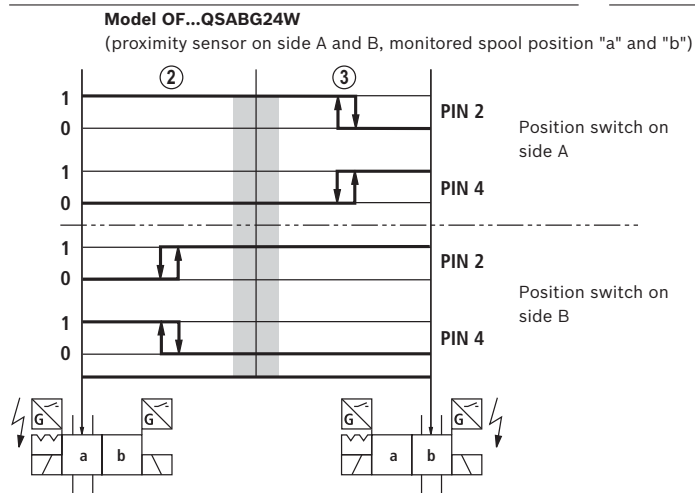 Model OF...QSABG24W
(proximity sensor on side A and B, monitored spool position "a" and "b")
2 3
1
0
PIN 2
Position switch on
side A
1
0
PIN 4
1
0
PIN 2
Position switch on
side B
1
0
PIN 4
G G G G
a b a b